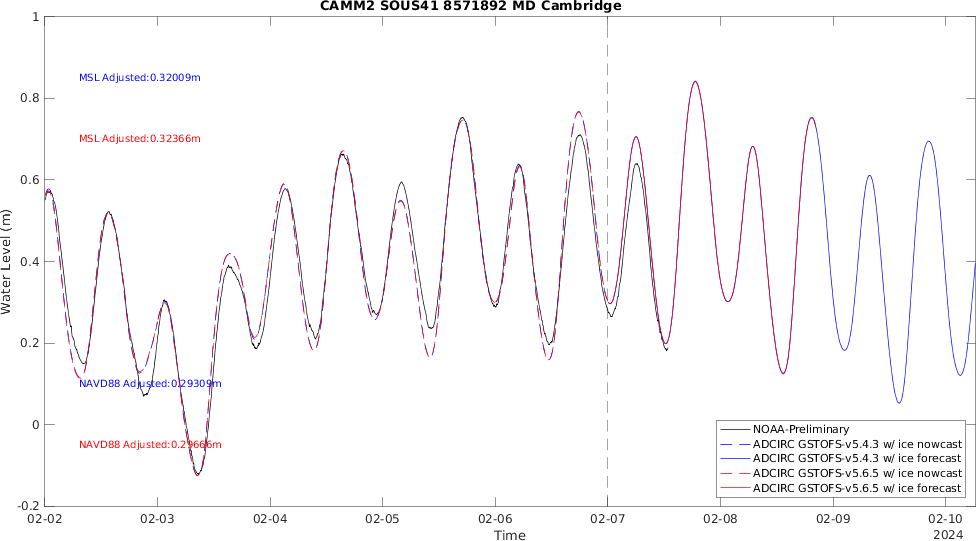 CAMM2 SOUS41 8571892 MD Cambridge
1
0.8
0.6
0.4
0.2
0
-0.2
Water Level (m)
MSL Adjusted:0.32009m
MSL Adjusted:0.32366m
NAVD88 Adjusted:0.29309m
NAVD88 Adjusted:0.29666m
NOAA-Preliminary
ADCIRC GSTOFS-v5.4.3 w/ ice nowcast
ADCIRC GSTOFS-v5.4.3 w/ ice forecast
ADCIRC GSTOFS-v5.6.5 w/ ice nowcast
ADCIRC GSTOFS-v5.6.5 w/ ice forecast
02-02 02-03 02-04 02-05 02-06 02-07 02-08 02-09 02-10
Time
2024